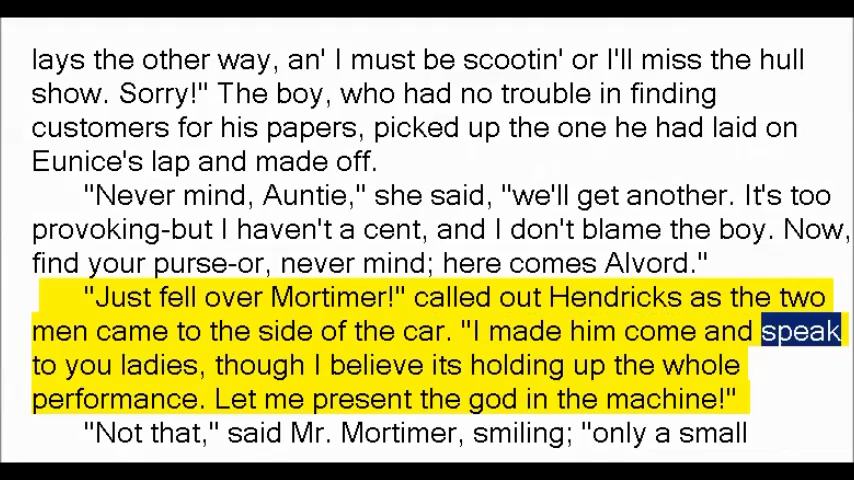 lays the other way, an' I must be scootin' or I'll miss the hull
show. Sorry!" The boy, who had no trouble in finding
customers for his papers, picked up the one he had laid on
Eunice's lap and made off.
"Never mind, Auntie," she said, "we'll get another. It's too
provoking-but I haven't a cent, and I don't blame the boy. Now,
find your purse-or, never mind; here comes Alvord."
"Just fell over Mortimer!" called out Hendricks as the two
men came to the side of the car. "I made him come and speak
to you ladies, though I believe its holding up the whole
performance. Let me present the god in the machine!"
"Not that," said Mr. Mortimer, smiling; "only a small